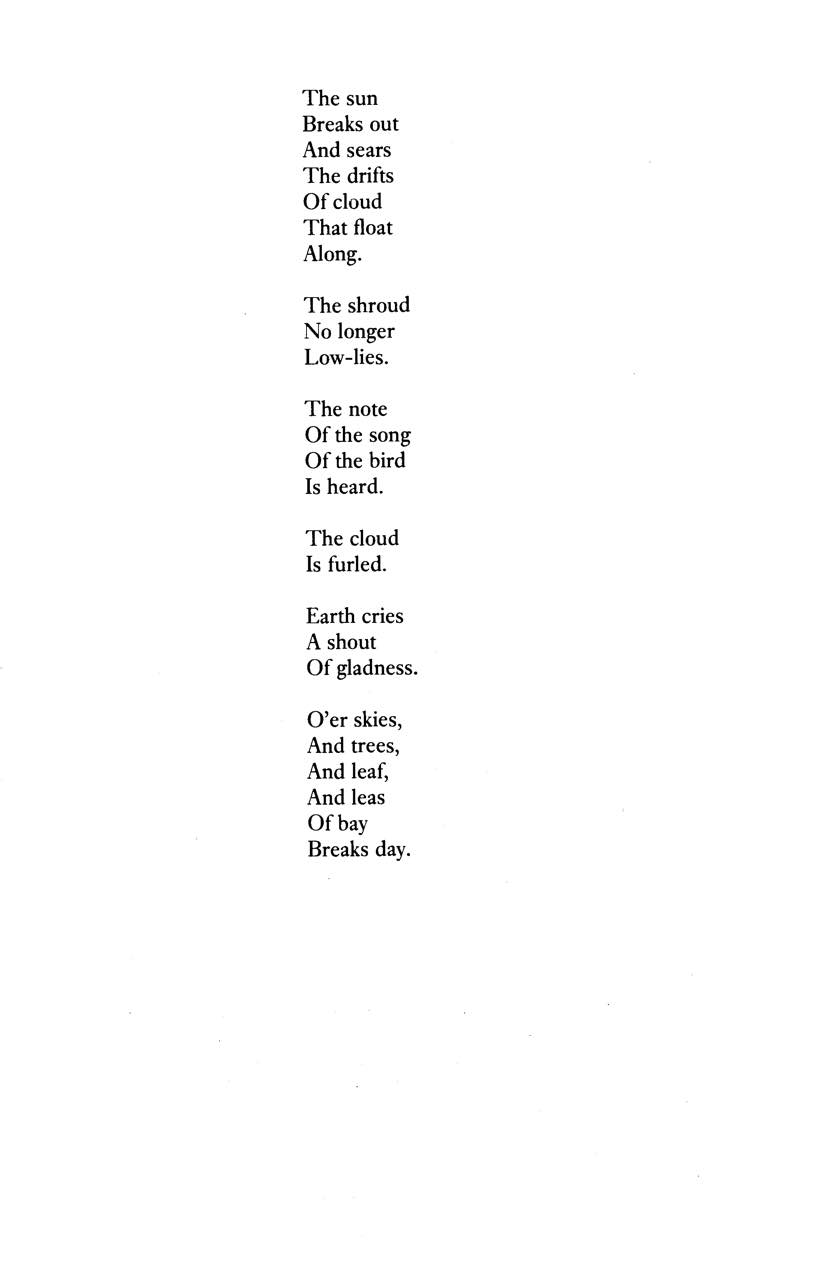 The sun
Breaks out
And sears
The drifts
Of cloud
That float
Along.

The shroud
No longer
Low-lies.

The note
Of the song
Of the bird
Is heard.

The cloud
Is furled.

Earth cries
A shout
Of gladness.

O’er skies,
And trees,
And leaf,
And leas
Of bay
Breaks day.